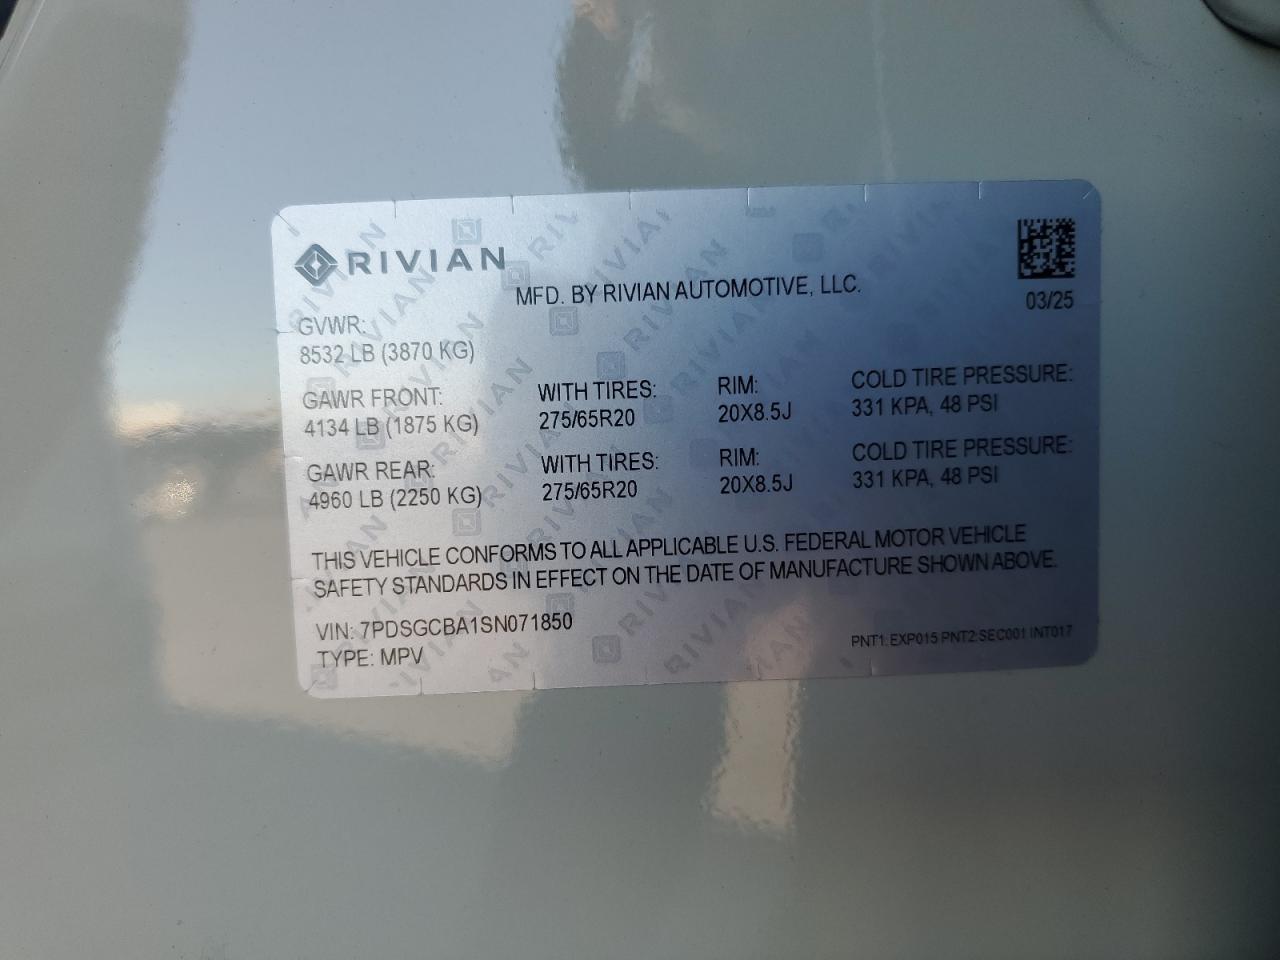 RIVIAN
MFD. BY RIVIAN AUTOMOTIVE, LLC.
03/25
GVWR:
8532 LB (3870 KG)
GAWR FRONT: WITH TIRES: RIM: COLD TIRE PRESSURE:
4134 LB (1875 KG) 275/65R20 20X8.5J 331 KPA, 48 PSI
GAWR REAR: WITH TIRES: RIM: COLD TIRE PRESSURE:
4960 LB (2250 KG) 275/65R20 20X8.5J 331 KPA, 48 PSI
THIS VEHICLE CONFORMS TO ALL APPLICABLE U.S. FEDERAL MOTOR VEHICLE
SAFETY STANDARDS IN EFFECT ON THE DATE OF MANUFACTURE SHOWN ABOVE.
VIN: 7PDSGCBA1SN071850
TYPE: MPV
PNT1: EXP015 PNT2:SEC001 INT017